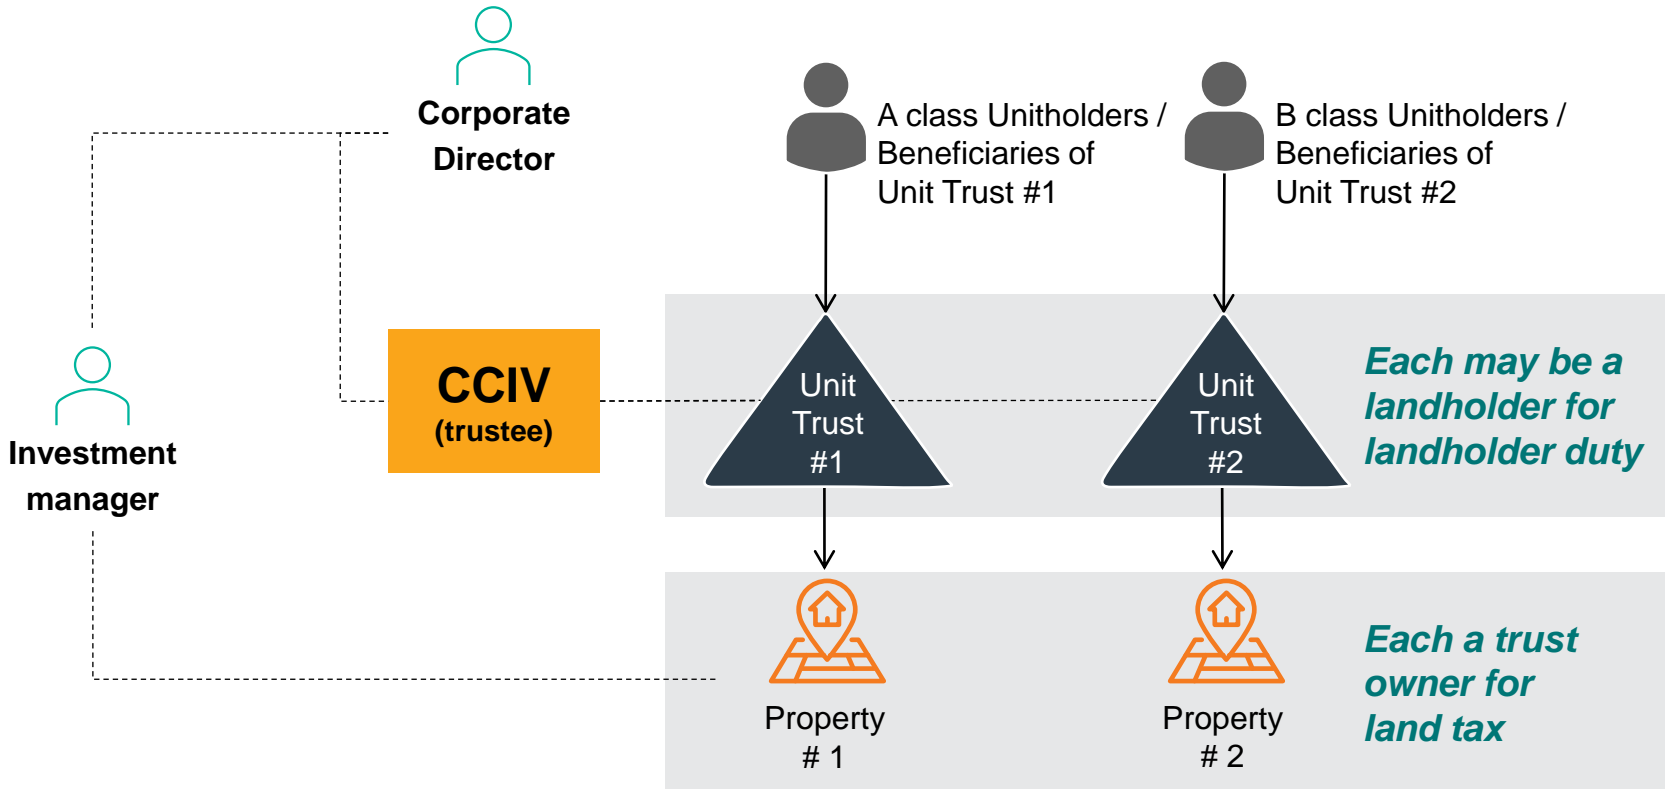 Corporate
Director
A class Unitholders /
Beneficiaries of
Unit Trust #1
B class Unitholders /
Beneficiaries of
Unit Trust #2
Investment
manager
CCIV
(trustee)
Unit
Trust
#1
Unit
Trust
#2
Each may be a
landholder for
landholder duty
Property
# 1
Property
# 2
Each a trust
owner for
land tax